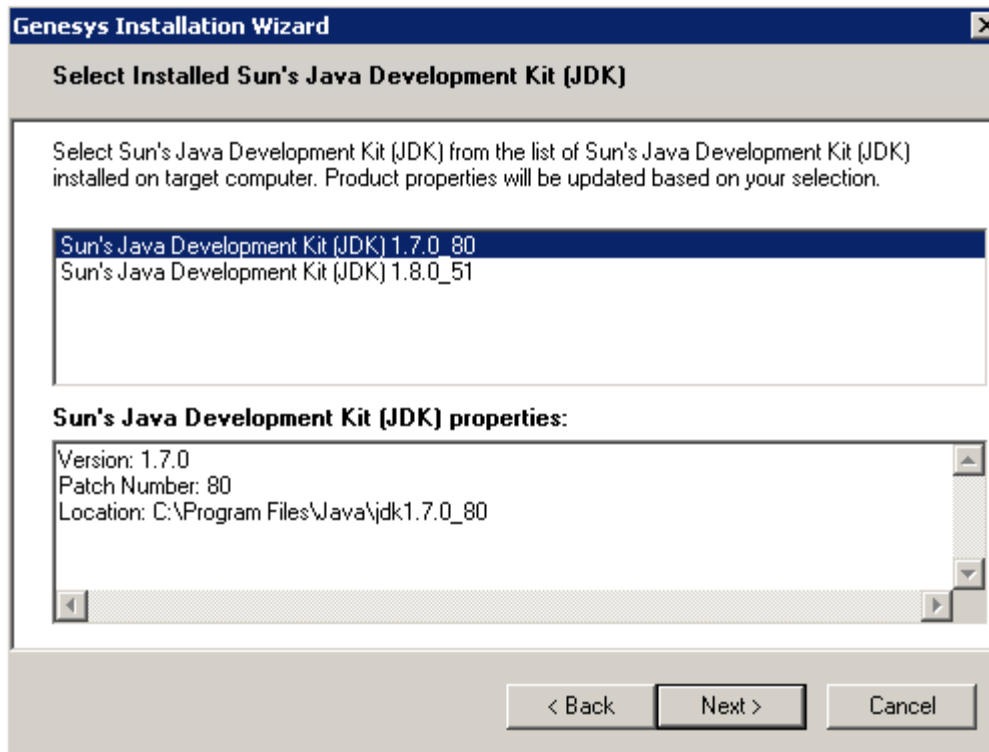 Genesys Installation Wizard
Select Installed Sun's Java Development Kit (JDK)
Select Sun's Java Development Kit (JDK) from the list of Sun's Java Development Kit (JDK)
installed on target computer. Product properties will be updated based on your selection.
Sun's Java Development Kit (JDK) 1.7.0_80
Sun's Java Development Kit (JDK) 1.8.0_51
Sun's Java Development Kit (JDK) properties:
Version: 1.7.0
Patch Number: 80
Location: C:\Program Files\Java\jdk1.7.0_80
< Back Next > Cancel